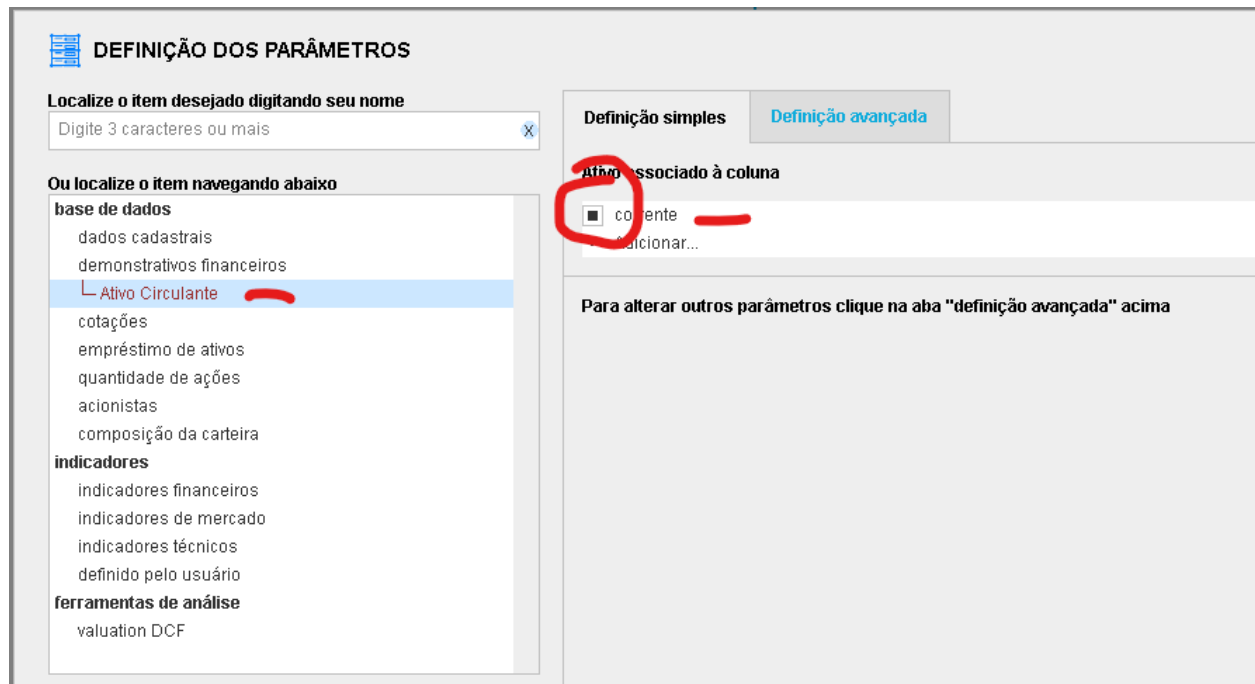 DEFINIÇÃO DOS PARÂMETROS
Localize o item desejado digitando seu nome
Digite 3 caracteres ou mais
X
Ou localize o item navegando abaixo
base de dados
dados cadastrais
demonstrativos financeiros
Ativo Circulante
cotações
empréstimo de ativos
quantidade de ações
acionistas
composição da carteira
indicadores
indicadores financeiros
indicadores de mercado
indicadores técnicos
definido pelo usuário
ferramentas de análise
valuation DCF
Definição simples
Definição avançada
Ativo associado à coluna
corrente
Adicionar...
Para alterar outros parâmetros clique na aba "definição avançada" acima